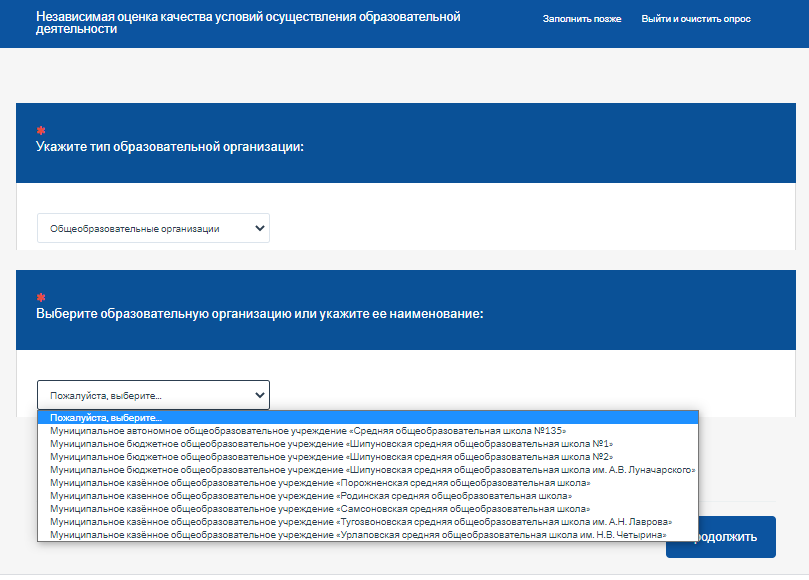 Независимая оценка качества условий осуществления образовательной
деятельности
Заполнить позже
Выйти и очистить опрос
✱
Укажите тип образовательной организации:
Общеобразовательные организации
✱
Выберите образовательную организацию или укажите ее наименование:
Пожалуйста, выберите...
Пожалуйста, выберите...
Муниципальное автономное общеобразовательное учреждение «Средняя общеобразовательная школа №135»
Муниципальное бюджетное общеобразовательное учреждение «Шипуновская средняя общеобразовательная школа №1»
Муниципальное бюджетное общеобразовательное учреждение «Шипуновская средняя общеобразовательная школа №2»
Муниципальное бюджетное общеобразовательное учреждение «Шипуновская средняя общеобразовательная школа им. А.В. Луначарского»
Муниципальное казённое общеобразовательное учреждение «Порожненская средняя общеобразовательная школа»
Муниципальное казенное общеобразовательное учреждение «Родинская средняя общеобразовательная школа»
Муниципальное казённое общеобразовательное учреждение «Самсоновская средняя общеобразовательная школа»
Муниципальное казённое общеобразовательное учреждение «Тугозвоновская средняя общеобразовательная школа им. А.Н. Лаврова»
Муниципальное казённое общеобразовательное учреждение «Урлаповская средняя общеобразовательная школа им. Н.В. Четырина»
родолжить